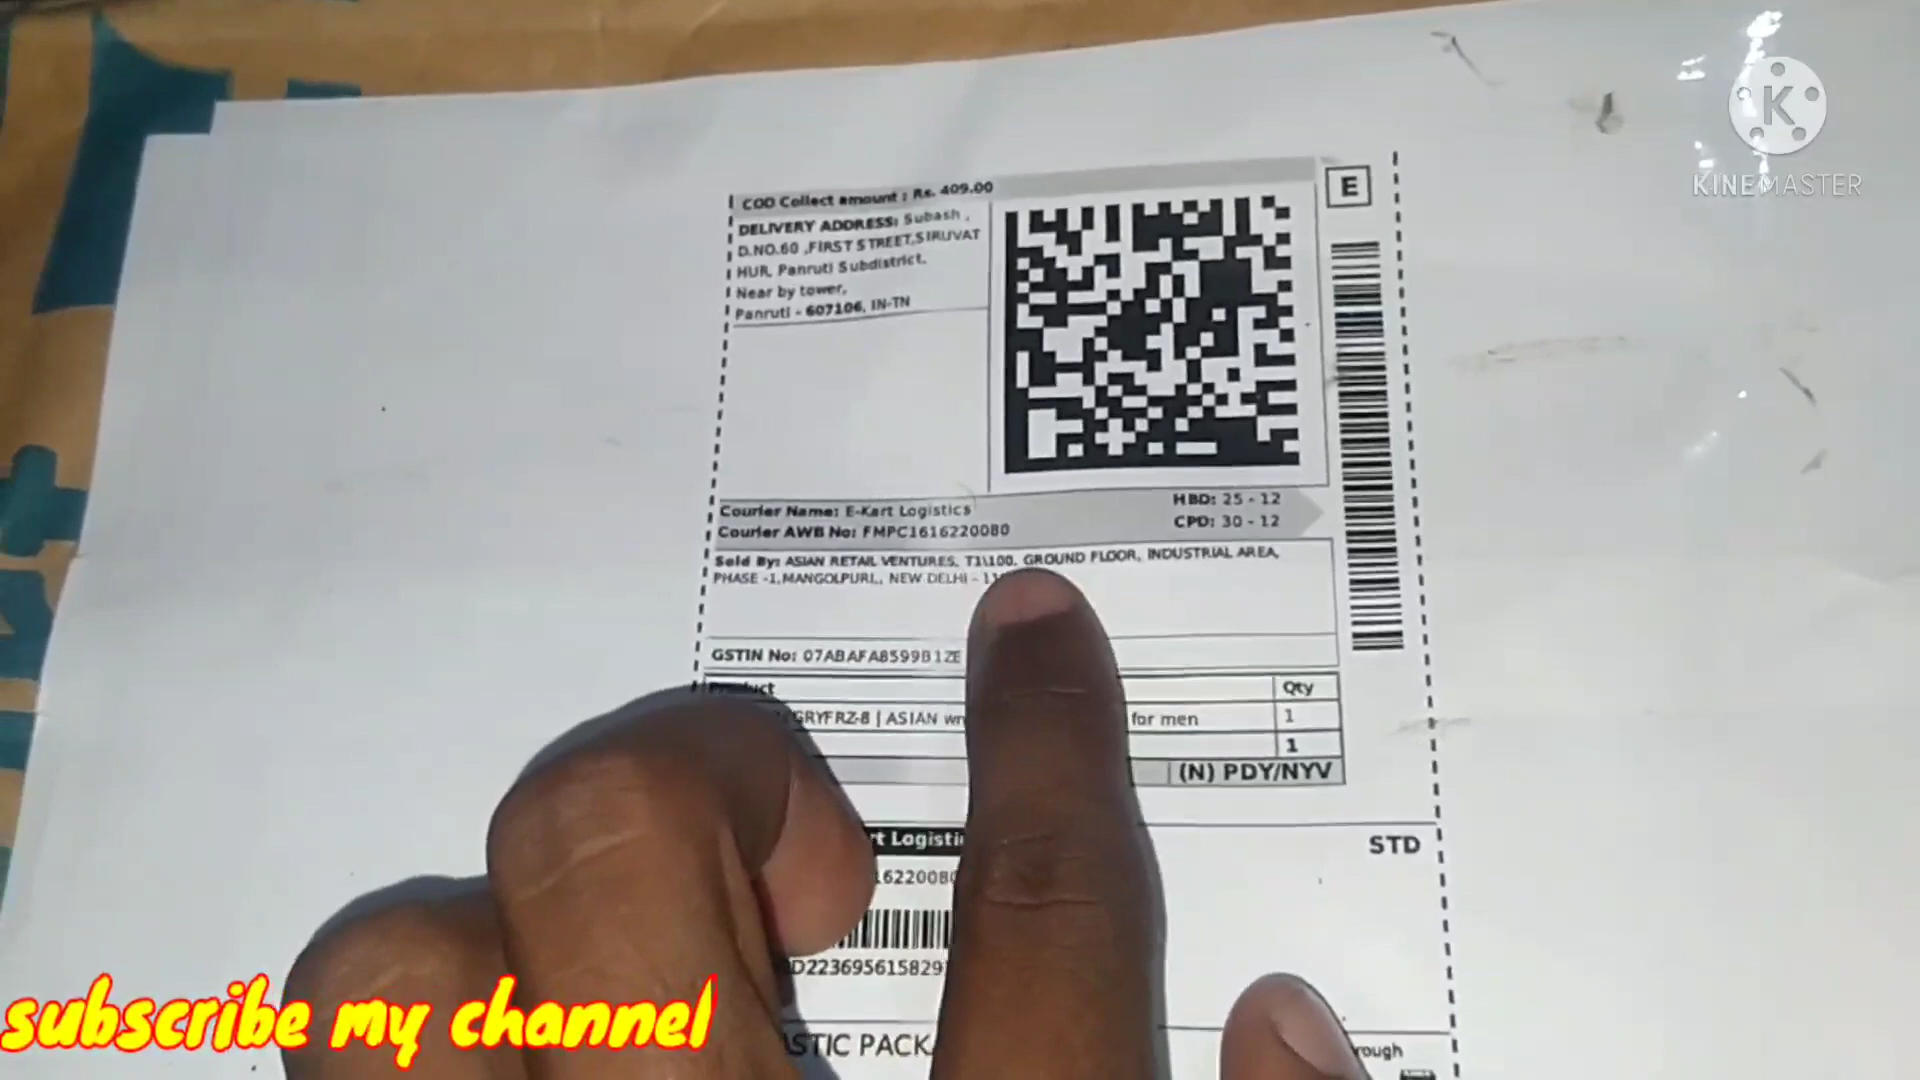 K
KINEMASTER
E
COD Collect amount : Rs. 409.00
DELIVERY ADDRESS: Subash ,
D.NO.60 ,FIRST STREET,SIRUVAT
HUR, Panruti Subdistrict,
Near by tower,
Panruti - 607106, IN-TN
HBD: 25 - 12
CPD: 30 - 12
Courier Name: E-Kart Logistics
Courier AWB No: FMPC1616220080
Sold By: ASIAN RETAIL VENTURES, T1\100, GROUND FLOOR, INDUSTRIAL AREA,
PHASE -1,MANGOLPURI,, NEW DELHI - 11
GSTIN No: 07ABAFA8599B1ZE
Product Qty
GRYFRZ-8 | ASIAN for men 1
1
(N) PDY/NYV
rt Logisti
STD
1622008
D223695615829
STIC PACK
rough
subscribe my channel